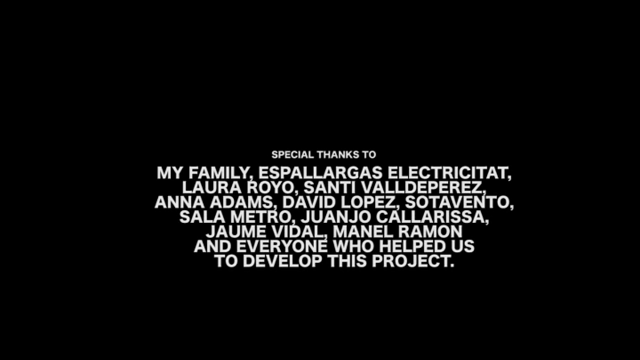 SPECIAL THANKS TO
MY FAMILY, ESPALLARGAS ELECTRICITAT,
LAURA ROYO, SANTI VALLDEPEREZ,
ANNA ADAMS, DAVID LOPEZ, SOTAVENTO,
SALA METRO, JUANJO CALLARISSA,
JAUME VIDAL, MANEL RAMON
AND EVERYONE WHO HELPED US
TO DEVELOP THIS PROJECT.